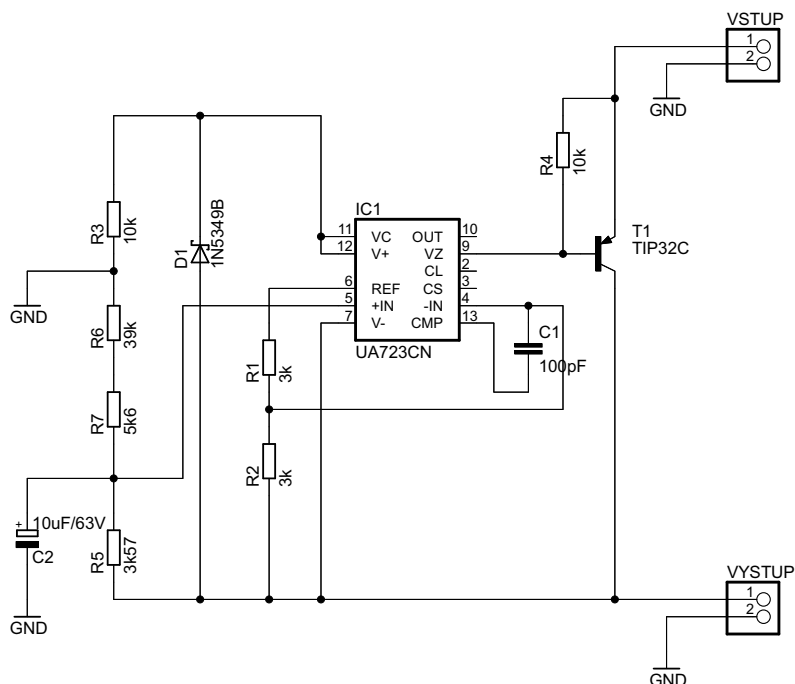 VSTUP
1
2
GND
R4
10k
IC1
R3
10k
D1
1N5349B
11 VC OUT 10
12 V+ VZ 9
CL 2
6 REF CS 3
5 +IN -IN 4
7 V- CMP 13
UA723CN
T1
TIP32C
GND
R6
39k
R1
3k
C1
100pF
R7
5k6
R2
3k
+
10uF/63V
C2
R5
3k57
GND
VYSTUP
1
2
GND